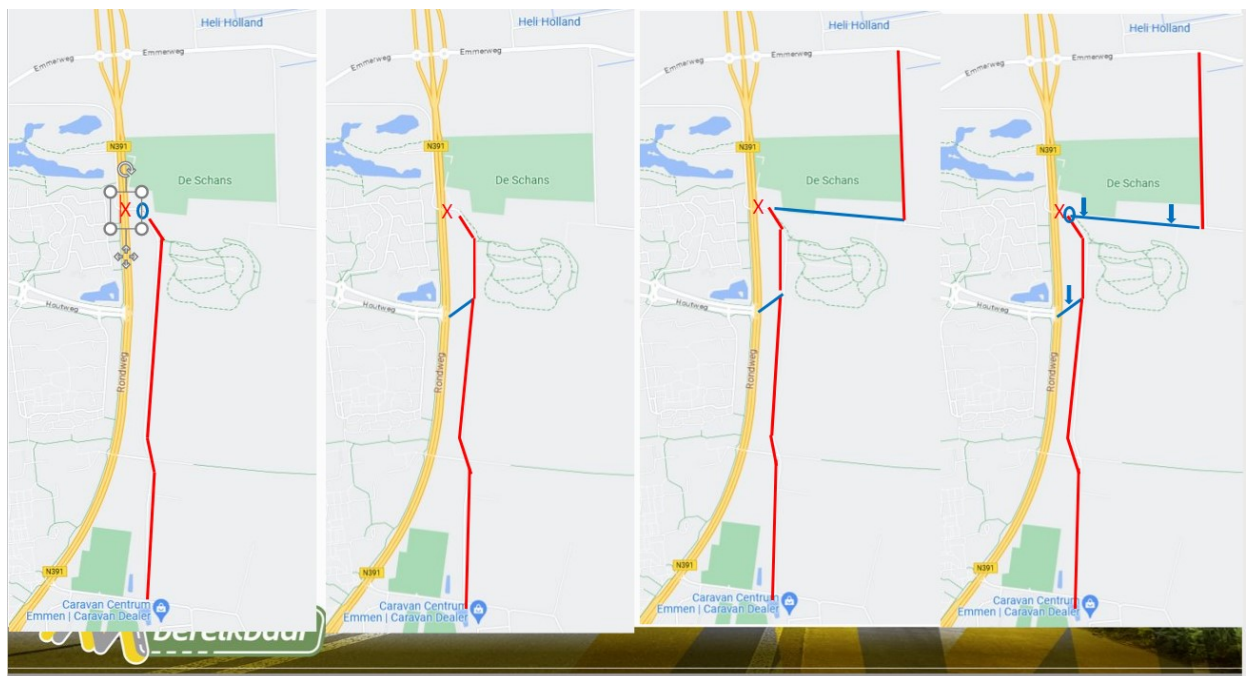 Heli Holland
Emmerweg
Emmerweg
N391
De Schans
X
Houtweg
Rondweg
N391
Caravan Centrum
Emmen | Caravan Dealer
Heli Holland
Emmerweg
Emmerweg
N391
De Schans
X
Houtweg
Rondweg
N391
Caravan Centrum
Emmen | Caravan Dealer
Heli Holland
Emmerweg
Emmerweg
N391
De Schans
X
Houtweg
Rondweg
N391
Caravan Centrum
Emmen | Caravan Dealer
Heli Holland
Emmerweg
Emmerweg
N391
De Schans
X
Houtweg
Rondweg
N391
Caravan Centrum
Emmen | Caravan Dealer
Bereikbaar